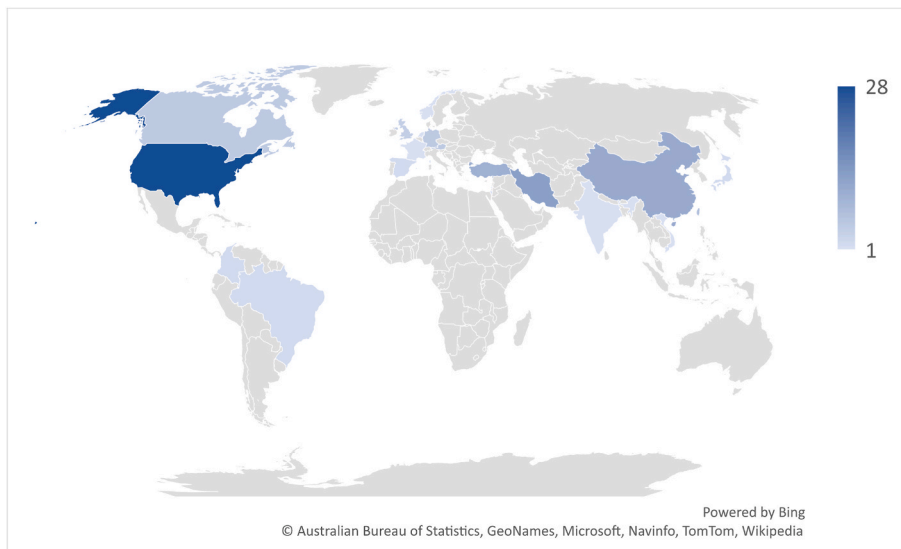 28
1
Powered by Bing
© Australian Bureau of Statistics, GeoNames, Microsoft, Navinfo, TomTom, Wikipedia